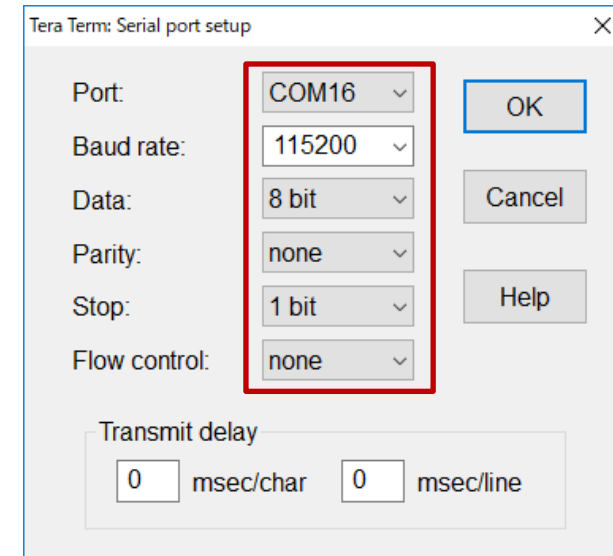 Tera Term: Serial port setup
Port: COM16 OK
Baud rate: 115200
Data: 8 bit Cancel
Parity: none
Stop: 1 bit Help
Flow control: none
Transmit delay
0 msec/char 0 msec/line